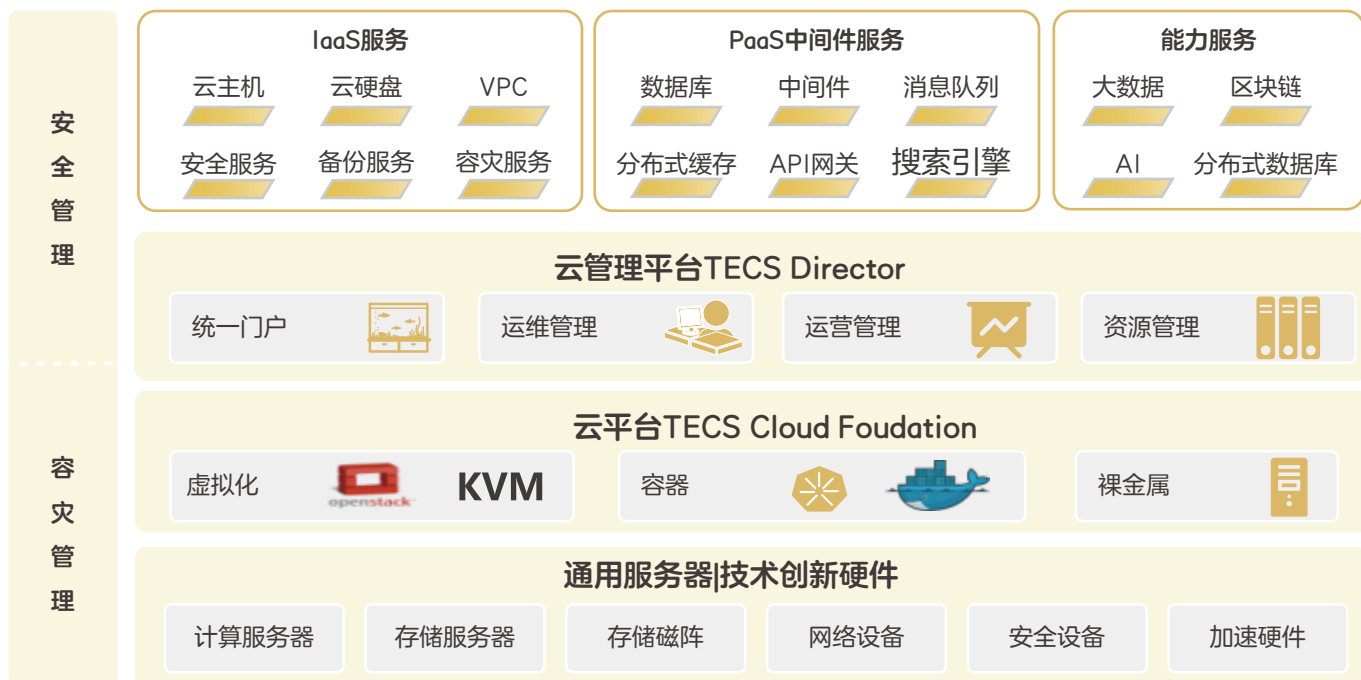 安全管理
容灾管理
IaaS服务
云主机 云硬盘 VPC
安全服务 备份服务 容灾服务
PaaS中间件服务
数据库 中间件 消息队列
分布式缓存 API网关 搜索引擎
能力服务
大数据 区块链
AI 分布式数据库
云管理平台TECS Director
统一门户 运维管理 运营管理 资源管理
云平台TECS Cloud Foudation
虚拟化 openstack KVM 容器 裸金属
通用服务器|技术创新硬件
计算服务器 存储服务器 存储磁阵 网络设备 安全设备 加速硬件